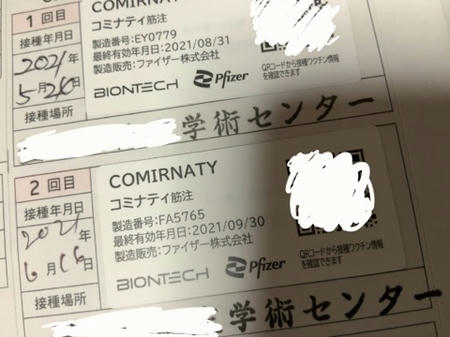 COMIRNATY
1回目
コミナティ筋注
接種年月日
製造番号:EY0779
最終有効年月日:2021/08/31
2021年
製造販売:ファイザー株式会社
5月26日
BIONTECH Pfizer
QRコードから接種ワクチン情報
を確認できます
接種場所
学術センター
2回目
COMIRNATY
コミナティ筋注
接種年月日
製造番号:FA5765
2021年
最終有効年月日:2021/09/30
製造販売:ファイザー株式会社
6月16日
BIONTECH Pfizer
QRコードから接種ワクチン情報
を確認できます
接種場所
学術センター